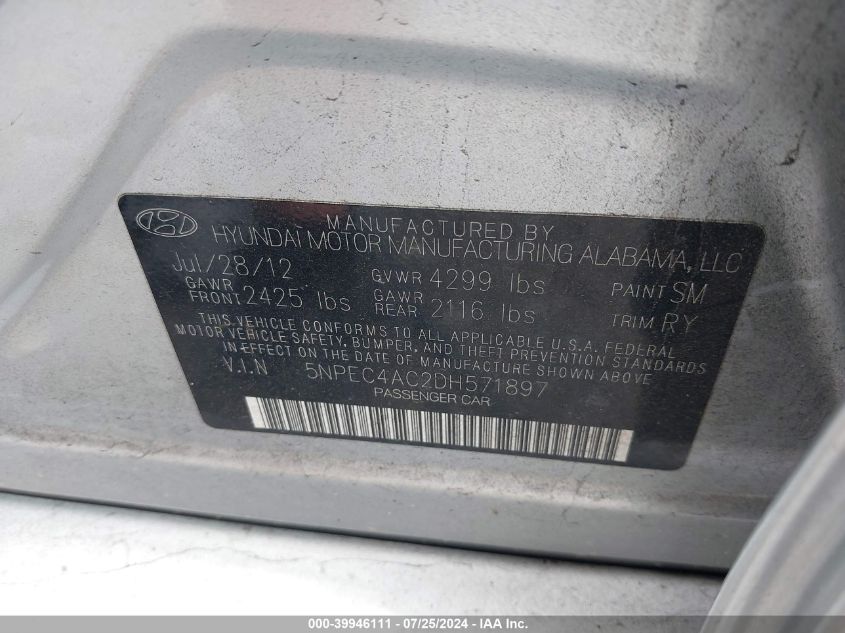 MANUFACTURED BY
HYUNDAI MOTOR MANUFACTURING ALABAMA, LLC
Jul/28/12 GVWR 4299 lbs PAINT SM
GAWR FRONT 2425 lbs GAWR REAR 2116 lbs TRIM RY
THIS VEHICLE CONFORMS TO ALL APPLICABLE U.S.A. FEDERAL
MOTOR VEHICLE SAFETY, BUMPER, AND THEFT PREVENTION STANDARDS
IN EFFECT ON THE DATE OF MANUFACTURE SHOWN ABOVE
V.I.N 5NPEC4AC2DH571897
PASSENGER CAR
000-39946111 - 07/25/2024 - IAA Inc.